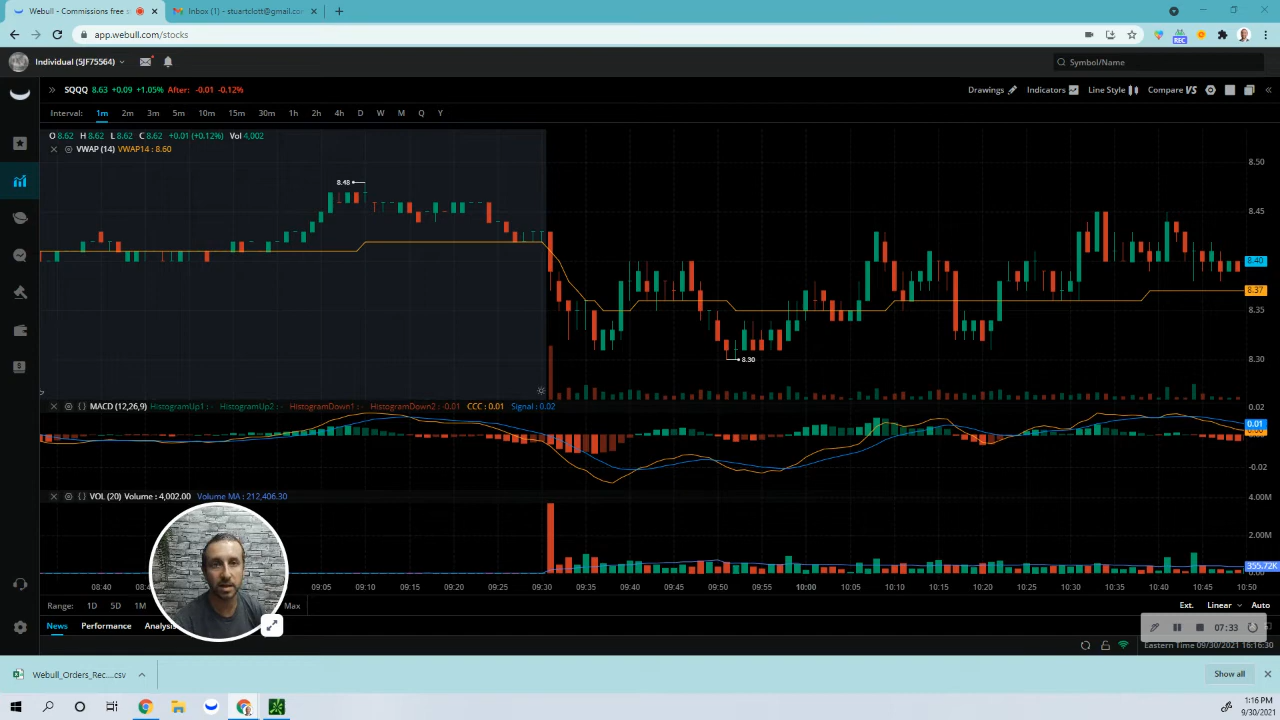 Webull - Commissions free s
Inbox (1) - stuartclott@gmail.co
app.webull.com/stocks
REC
Individual (5JF75564)
Symbol/Name
SQQQ 8.63 +0.09 +1.05% After: -0.01 -0.12%
Drawings Indicators Line Style Compare VS
Interval: 1m 2m 3m 5m 10m 15m 30m 1h 2h 4h D W M Q Y
O 8.62 H 8.62 L 8.62 C 8.62 +0.01 (+0.12%) Vol 4,002
VWAP (14) VWAP14 : 8.60
8.50
8.48
8.45
8.40
8.37
8.35
8.30
8.30
MACD (12,26,9) HistogramUp1 : - HistogramUp2 : - HistogramDown1 : - HistogramDown2 : -0.01 CCC : 0.01 Signal : 0.02
0.02
0.01
-0.02
VOL (20) Volume : 4,002.00 Volume MA : 212,406.30
4.00M
2.00M
355.72K
08:40 09:05 09:10 09:15 09:20 09:25 09:30 09:35 09:40 09:45 09:50 09:55 10:00 10:05 10:10 10:15 10:20 10:25 10:30 10:35 10:40 10:45 10:50
Range: 1D 5D 1M Max
Ext. Linear Auto
News Performance Analysis
07:33
Eastern Time 09/30/2021 16:16:30
Webull_Orders_Rec....csv
Show all
1:16 PM
9/30/2021